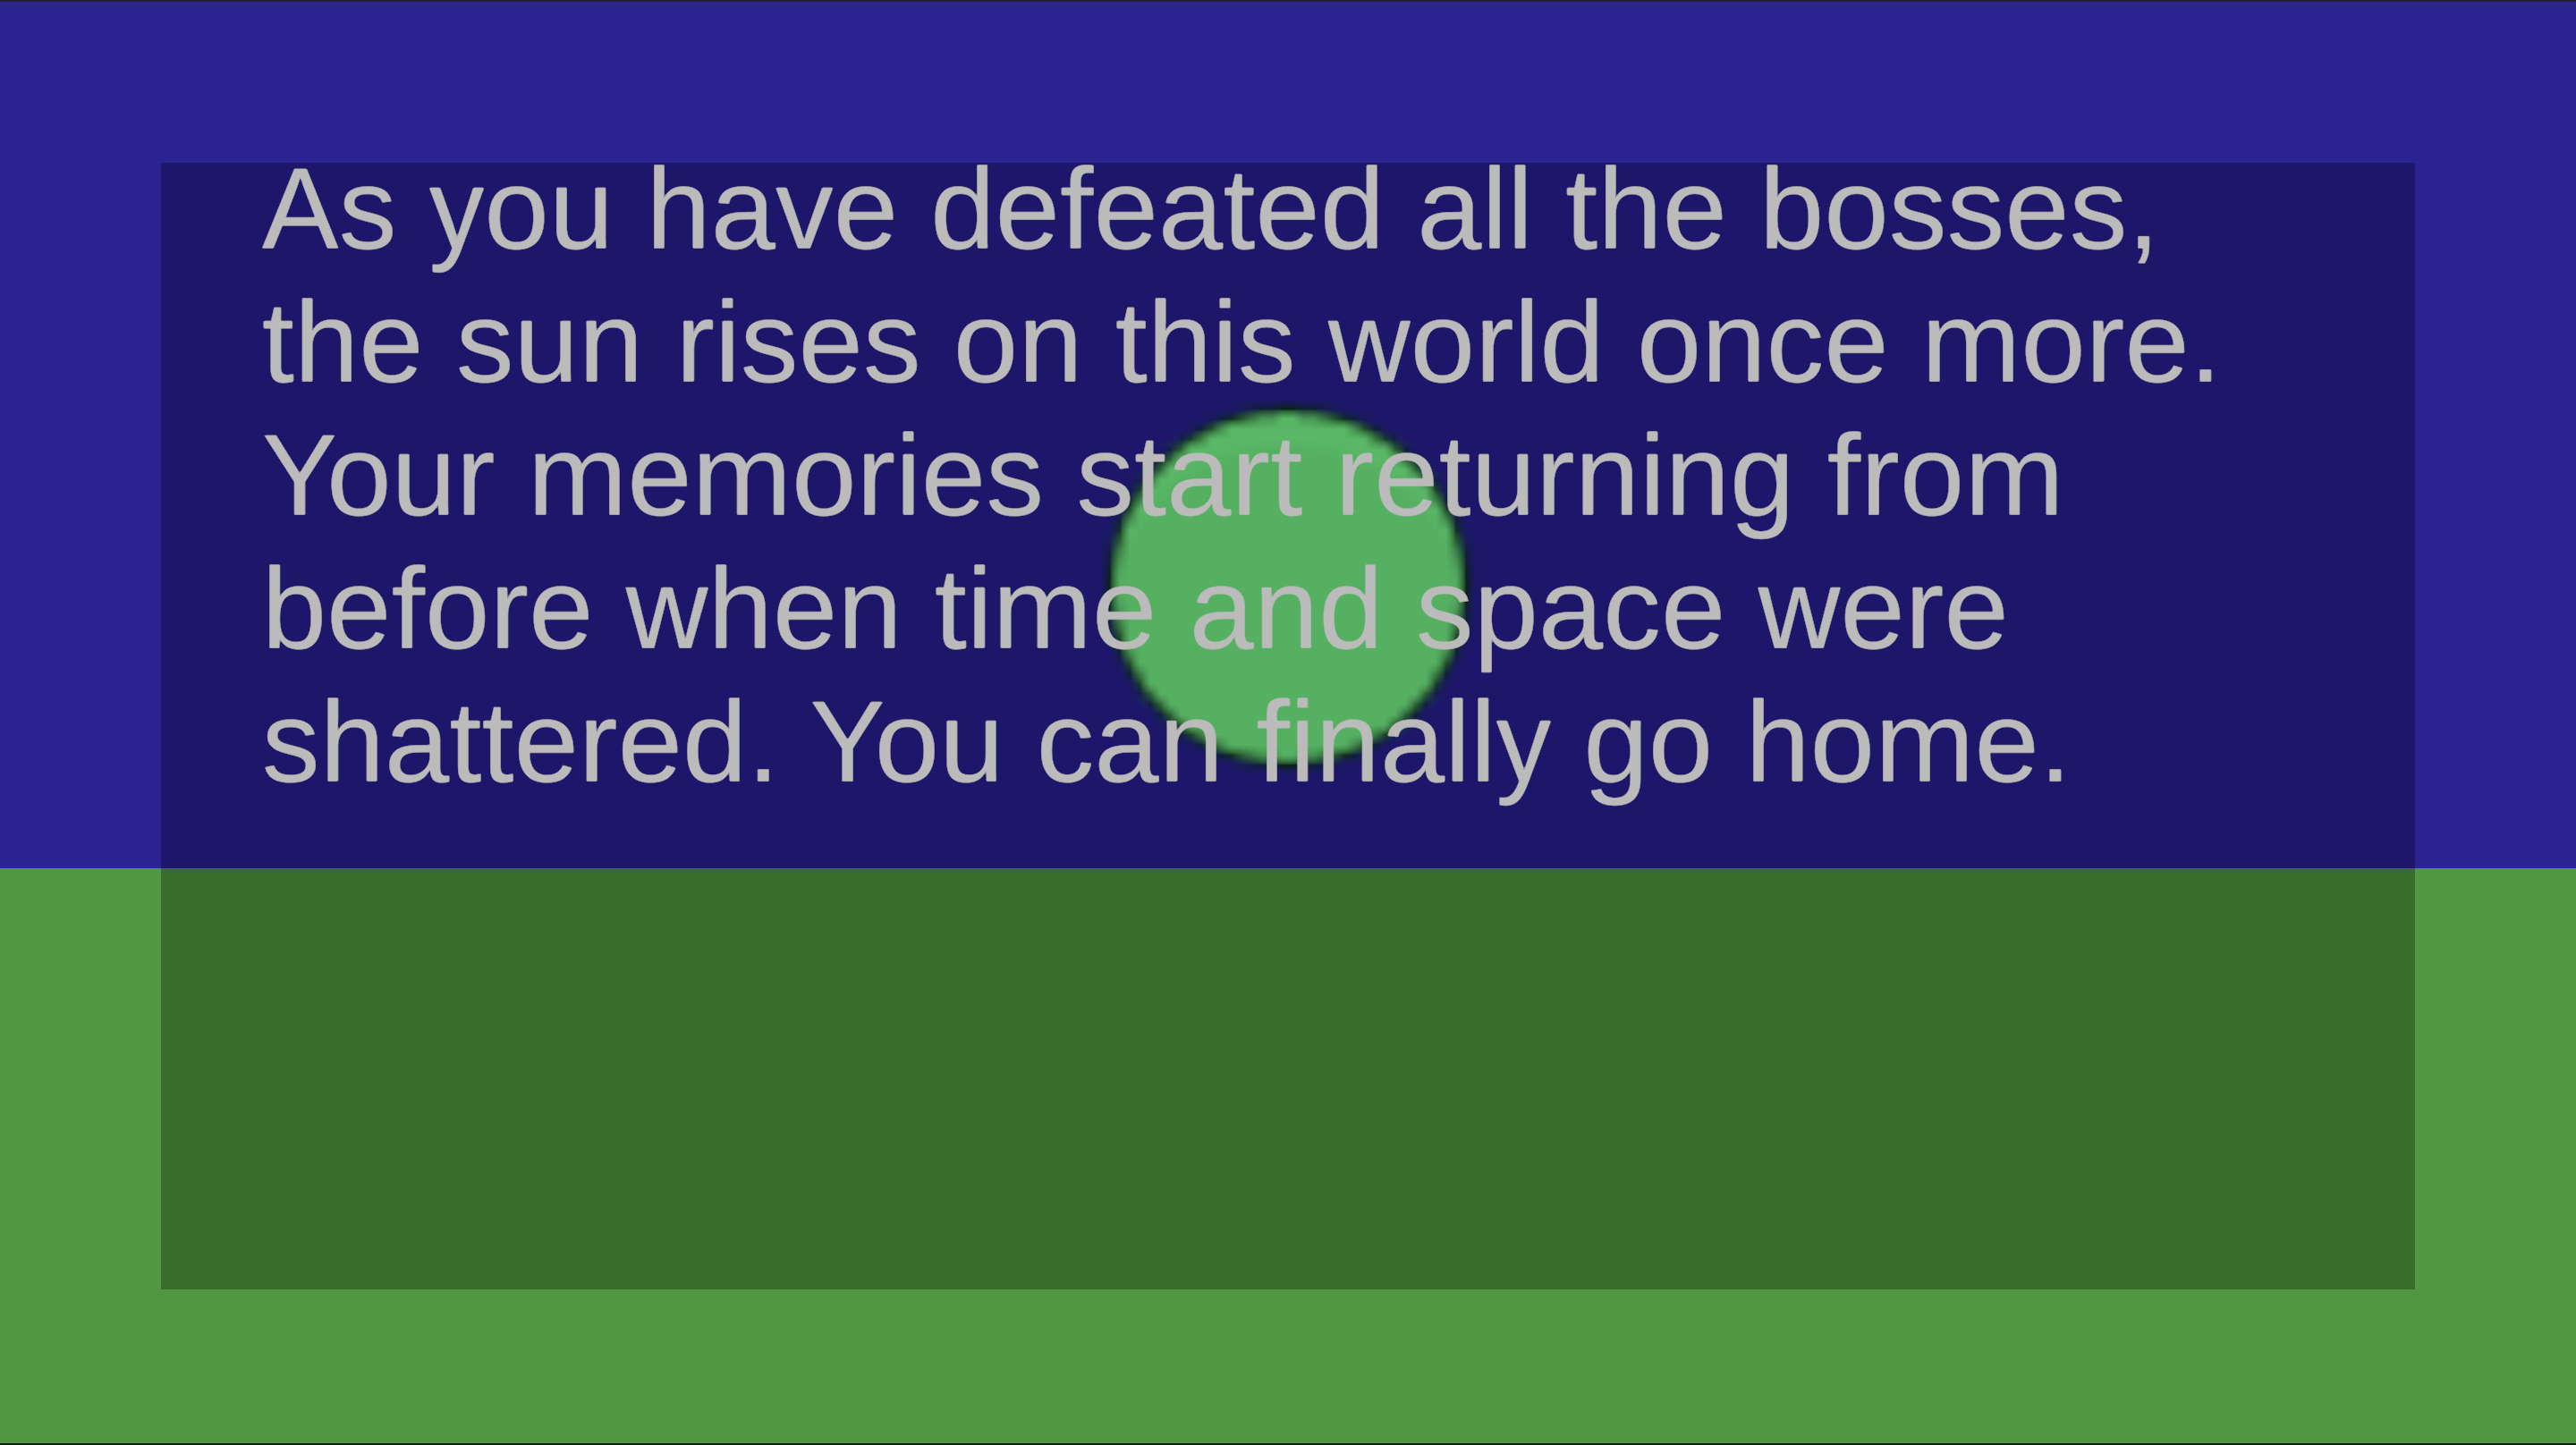 As you have defeated all the bosses,
the sun rises on this world once more.
Your memories start returning from
before when time and space were
shattered. You can finally go home.